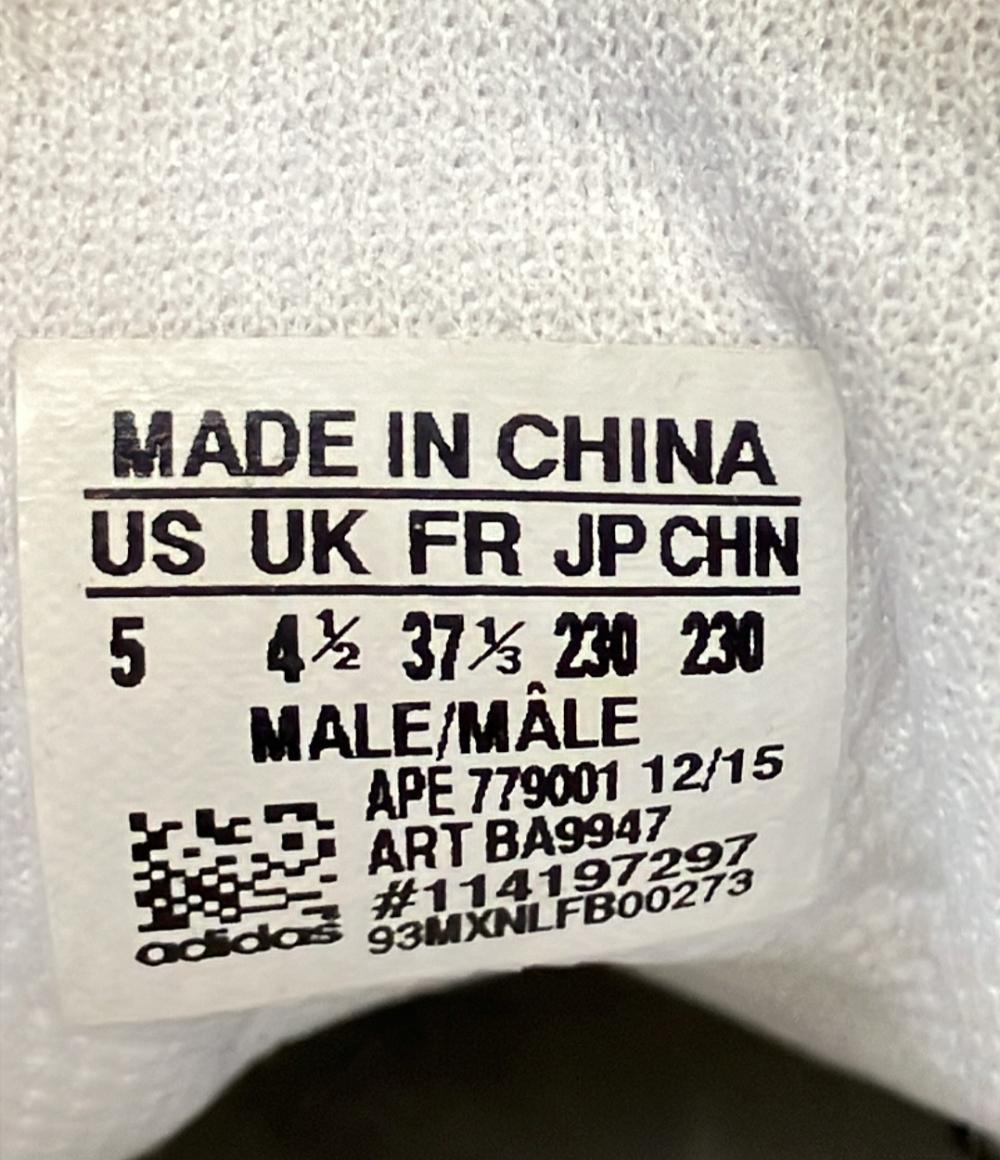 MADE IN CHINA
US UK FR JP CHN
5 4½ 37⅓ 230 230
MALE/MÂLE
APE 779001 12/15
ART BA9947
#114197297
93MXNLFB00273
adidas